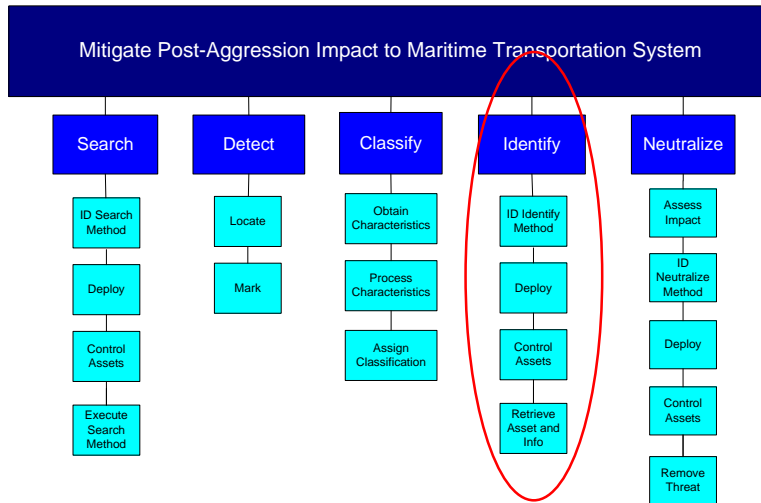 Mitigate Post-Aggression Impact to Maritime Transportation System
Search
Detect
Classify
Identify
Neutralize
ID Search
Method
Deploy
Control
Assets
Execute
Search
Method
Locate
Mark
Obtain
Characteristics
Process
Characteristics
Assign
Classification
ID Identify
Method
Deploy
Control
Assets
Retrieve
Asset and
Info
Assess
Impact
ID
Neutralize
Method
Deploy
Control
Assets
Remove
Threat